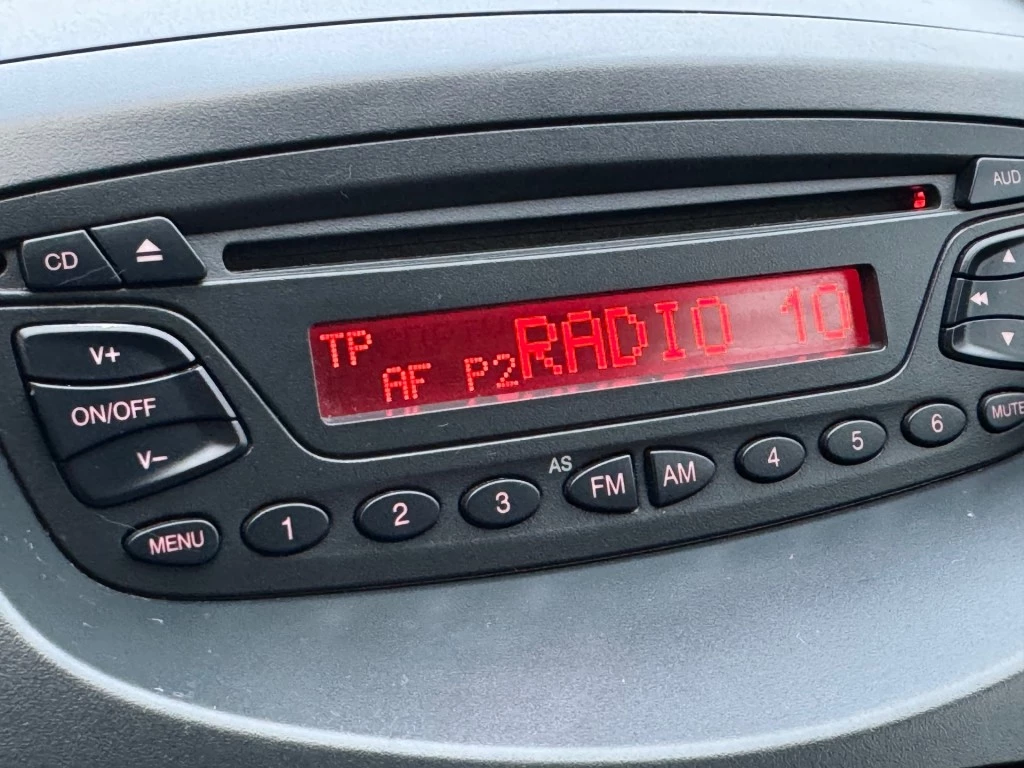 AUD
CD
TP AF P2 RADIO 10
V+
ON/OFF
V–
MUTE
MENU 1 2 3 AS FM AM 4 5 6